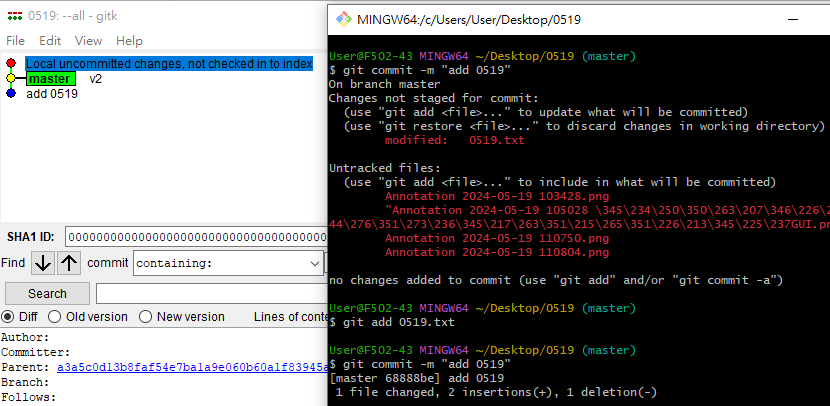 0519: --all - gitk
File Edit View Help
Local uncommitted changes, not checked in to index
master v2
add 0519
SHA1 ID: 00000000000000000000000000000000000000
Find commit containing:
Search
Diff Old version New version Lines of conte
Author:
Committer:
Parent: a3a5c0d13b8faf54e7ba1a9e060b60a1f83945a
Branch:
Follows:
MINGW64:/c/Users/User/Desktop/0519
User@F502-43 MINGW64 ~/Desktop/0519 (master)
$ git commit -m "add 0519"
On branch master
Changes not staged for commit:
(use "git add <file>..." to update what will be committed)
(use "git restore <file>..." to discard changes in working directory)
modified: 0519.txt
Untracked files:
(use "git add <file>..." to include in what will be committed)
Annotation 2024-05-19 103428.png
"Annotation 2024-05-19 105028 \345\234\250\350\263\207\346\226\2
44\276\351\273\236\345\217\263\351\215\265\351\226\213\345\225\237GUI.pn
Annotation 2024-05-19 110750.png
Annotation 2024-05-19 110804.png
no changes added to commit (use "git add" and/or "git commit -a")
User@F502-43 MINGW64 ~/Desktop/0519 (master)
$ git add 0519.txt
User@F502-43 MINGW64 ~/Desktop/0519 (master)
$ git commit -m "add 0519"
[master 68888be] add 0519
1 file changed, 2 insertions(+), 1 deletion(-)